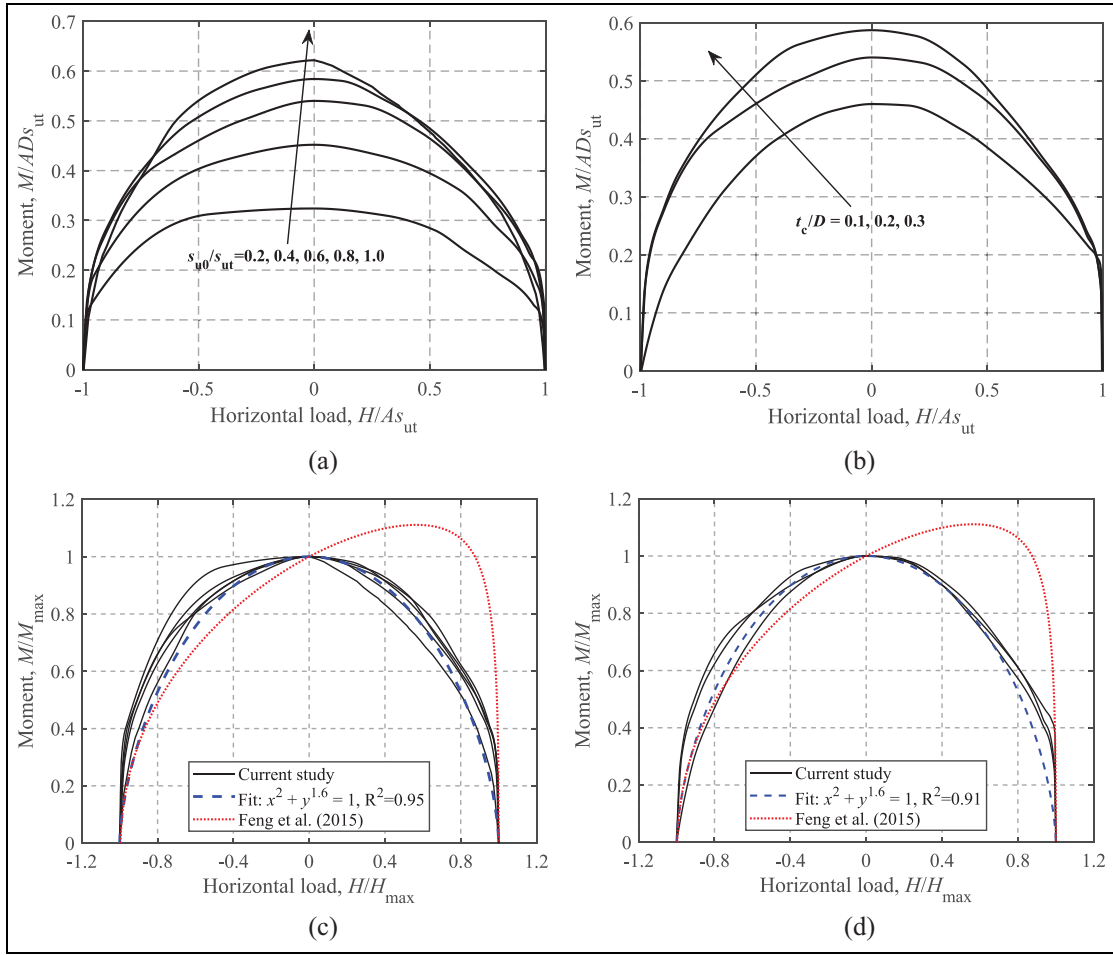 0.7
0.6
0.5
0.4
0.3
0.2
0.1
0
Moment, M/ADs_ut
s_u0/s_ut=0.2, 0.4, 0.6, 0.8, 1.0
-1 -0.5 0 0.5 1
Horizontal load, H/As_ut
(a)
0.6
0.5
0.4
0.3
0.2
0.1
0
Moment, M/ADs_ut
t_c/D = 0.1, 0.2, 0.3
-1 -0.5 0 0.5 1
Horizontal load, H/As_ut
(b)
1.2
1
0.8
0.6
0.4
0.2
0
Moment, M/M_max
Current study
Fit: x² + y^1.6 = 1, R²=0.95
Feng et al. (2015)
-1.2 -0.8 -0.4 0 0.4 0.8 1.2
Horizontal load, H/H_max
(c)
1.2
1
0.8
0.6
0.4
0.2
0
Moment, M/M_max
Current study
Fit: x² + y^1.6 = 1, R²=0.91
Feng et al. (2015)
-1.2 -0.8 -0.4 0 0.4 0.8 1.2
Horizontal load, H/H_max
(d)